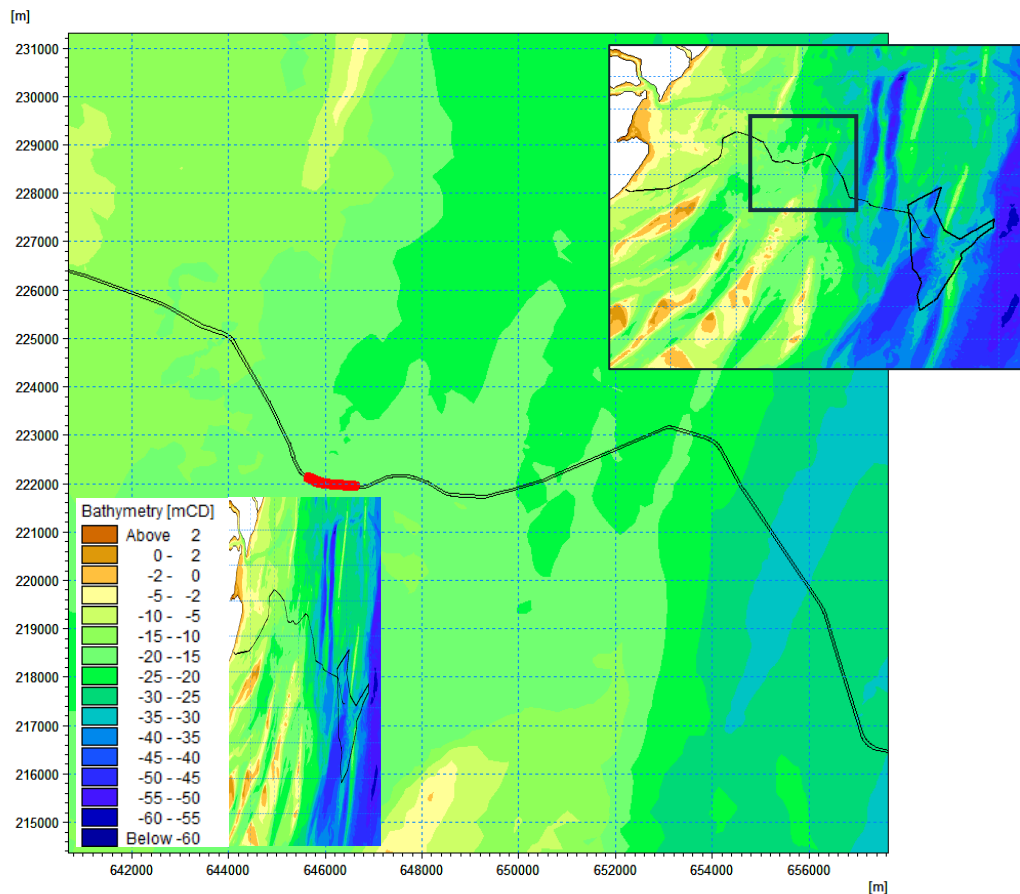 [m]
231000
230000
229000
228000
227000
226000
225000
224000
223000
222000
221000
220000
219000
218000
217000
216000
215000
Bathymetry [mCD]
Above 2
0 - 2
-2 - 0
-5 - -2
-10 - -5
-15 - -10
-20 - -15
-25 - -20
-30 - -25
-35 - -30
-40 - -35
-45 - -40
-50 - -45
-55 - -50
-60 - -55
Below -60
642000 644000 646000 648000 650000 652000 654000 656000
[m]